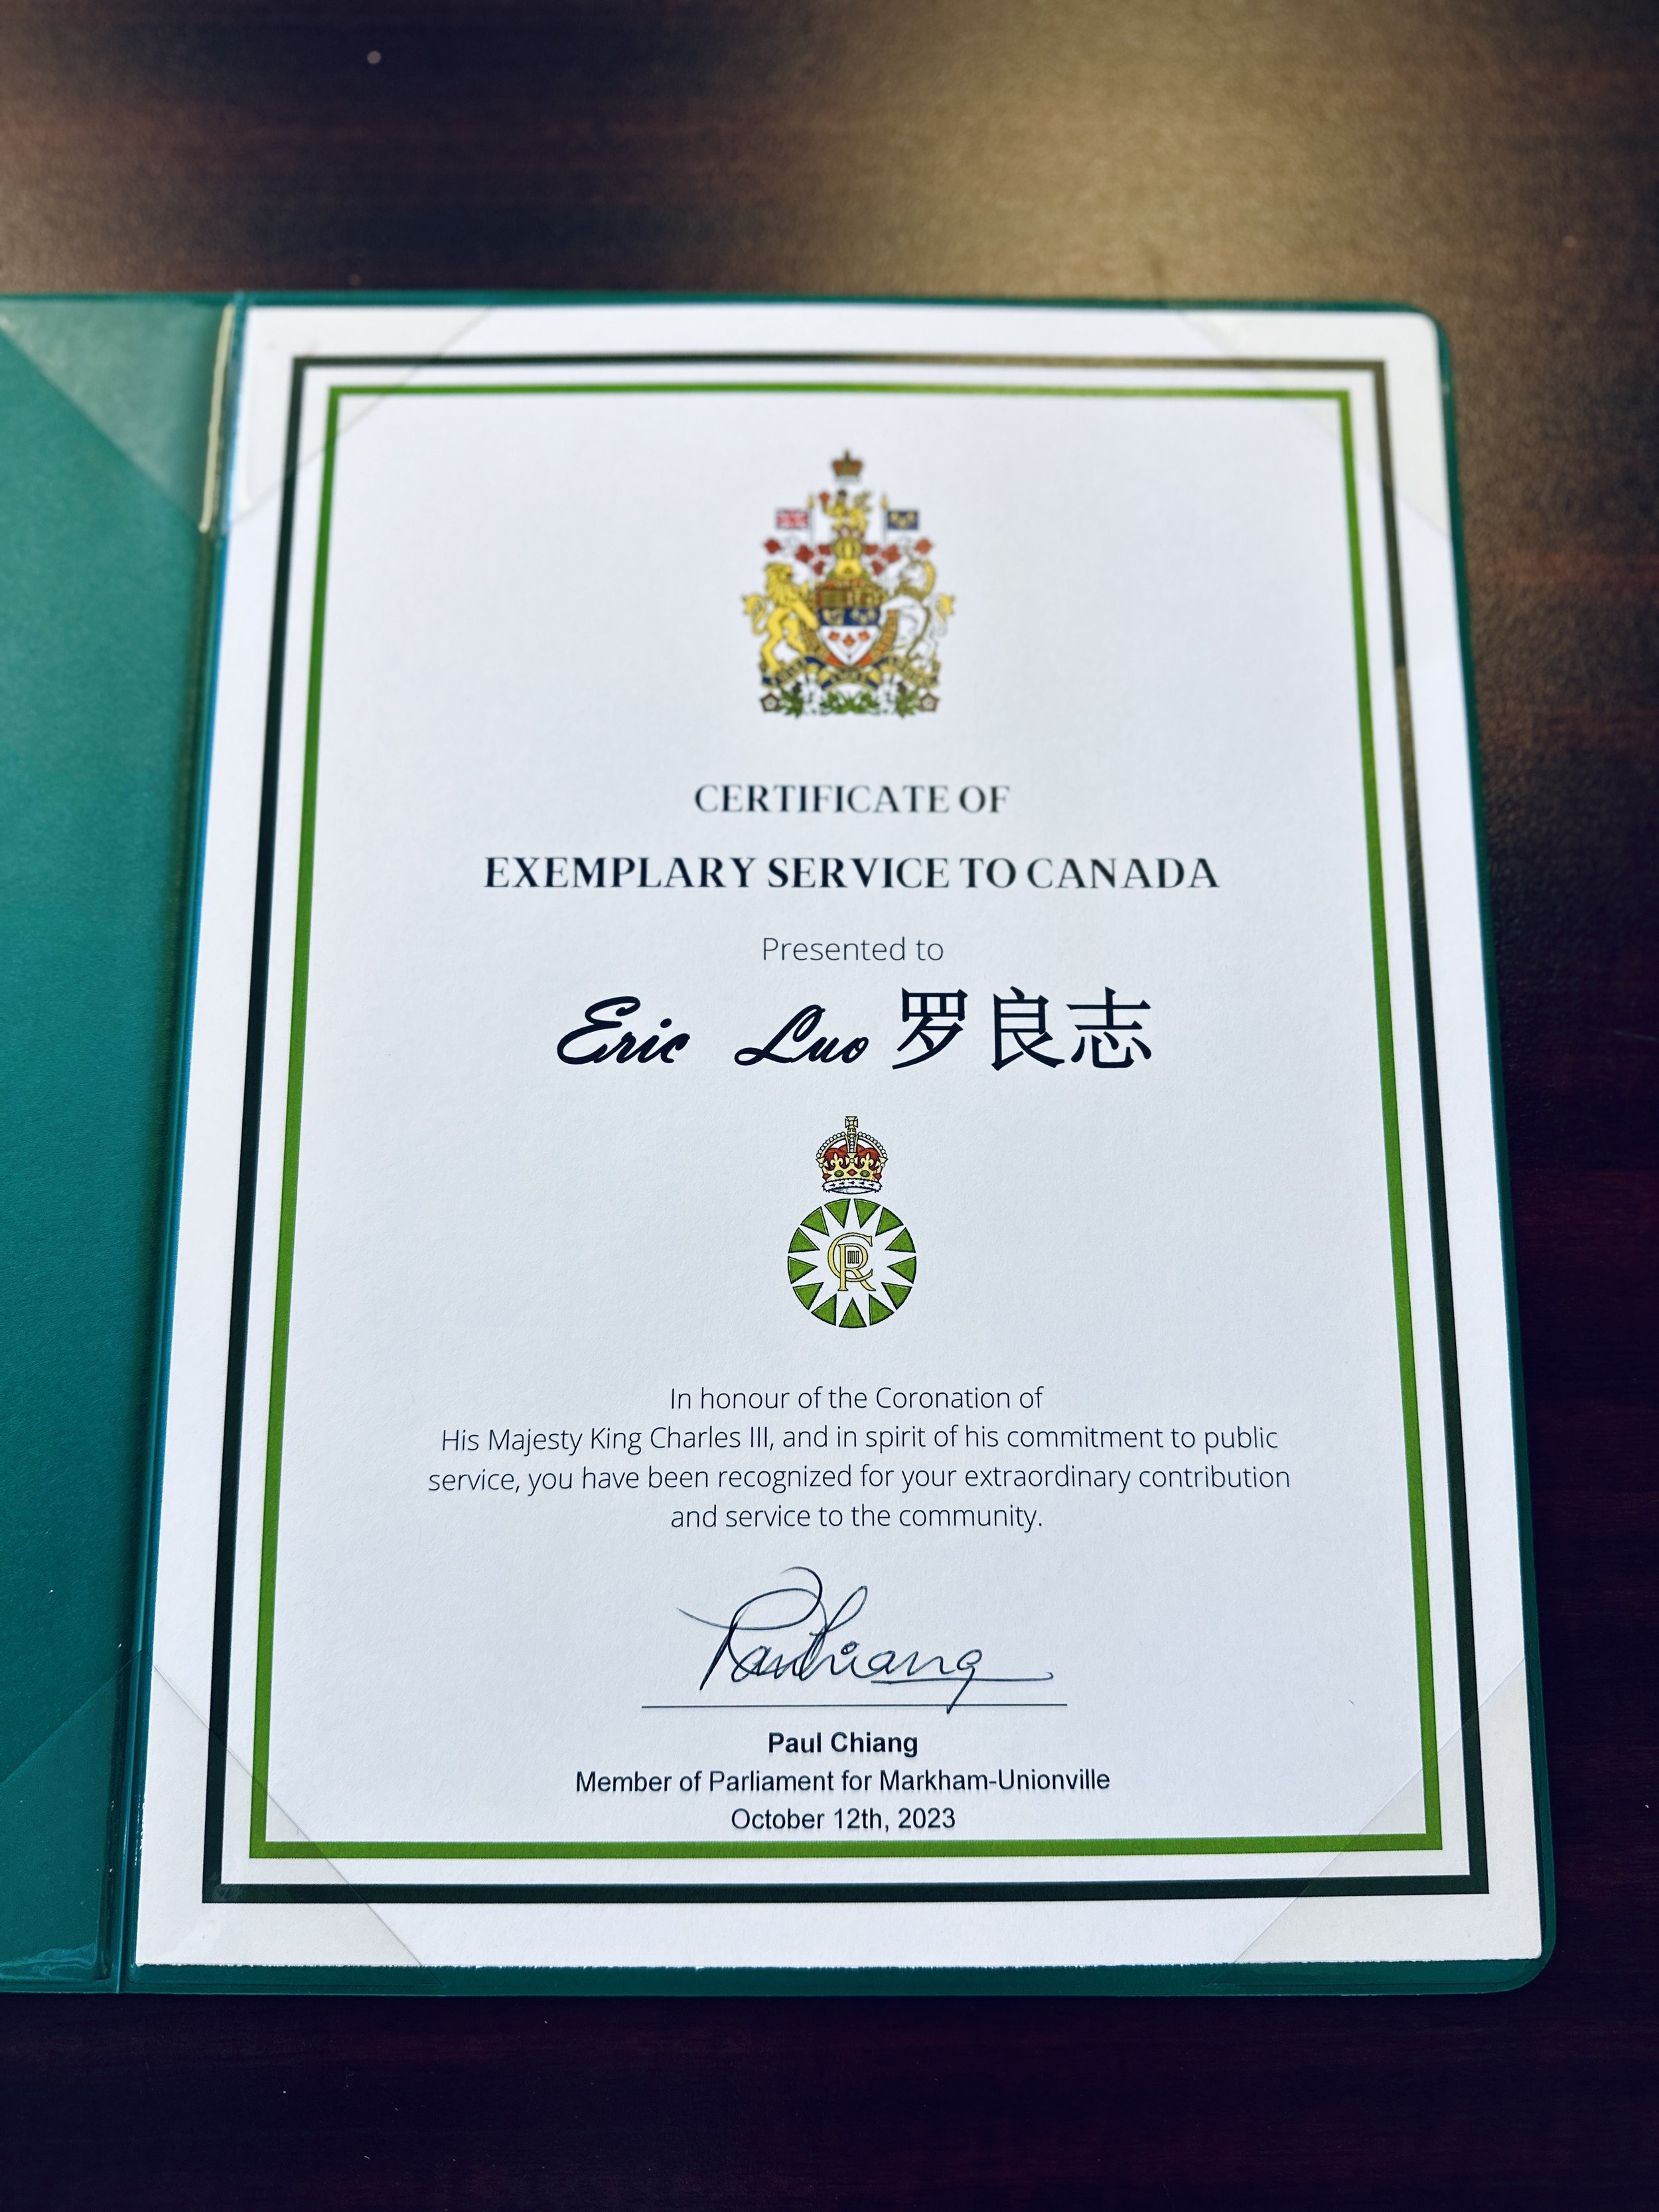 CERTIFICATE OF
EXEMPLARY SERVICE TO CANADA
Presented to
Eric Luo 罗良志
In honour of the Coronation of
His Majesty King Charles III, and in spirit of his commitment to public
service, you have been recognized for your extraordinary contribution
and service to the community.
Paul Chiang
Paul Chiang
Member of Parliament for Markham-Unionville
October 12th, 2023